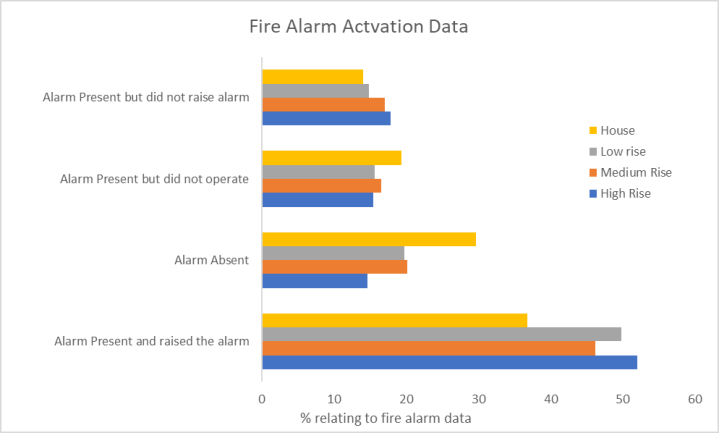 Fire Alarm Actvation Data
Alarm Present but did not raise alarm
Alarm Present but did not operate
Alarm Absent
Alarm Present and raised the alarm
House
Low rise
Medium Rise
High Rise
0 10 20 30 40 50 60
% relating to fire alarm data